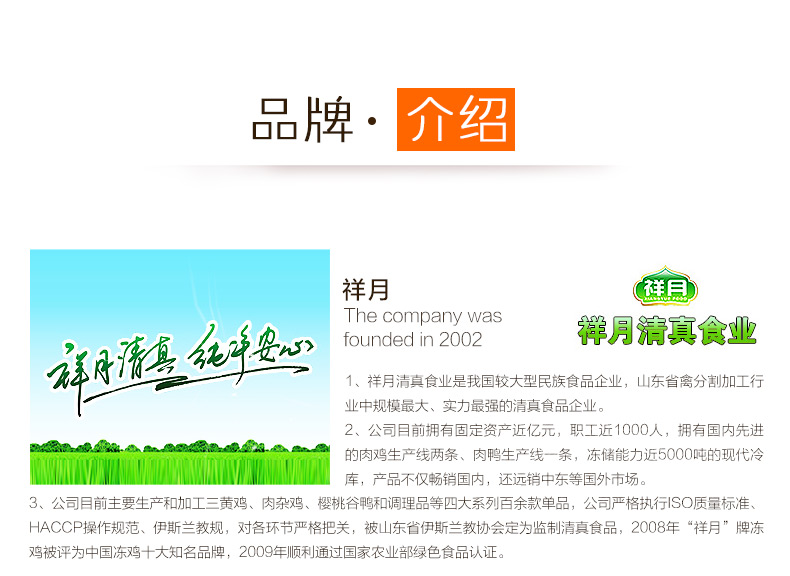 品牌·介绍
祥月清真 纯净安心
祥月
The company was
founded in 2002
祥月
XIANGYUE FOOD
祥月清真食业
1、祥月清真食业是我国较大型民族食品企业，山东省禽分割加工行
业中规模最大、实力最强的清真食品企业。
2、公司目前拥有固定资产近亿元，职工近1000人，拥有国内先进
的肉鸡生产线两条、肉鸭生产线一条，冻储能力近5000吨的现代冷
库，产品不仅畅销国内，还远销中东等国外市场。
3、公司目前主要生产和加工三黄鸡、肉杂鸡、樱桃谷鸭和调理品等四大系列百余款单品，公司严格执行ISO质量标准、
HACCP操作规范、伊斯兰教规，对各环节严格把关，被山东省伊斯兰教协会定为监制清真食品，2008年“祥月”牌冻
鸡被评为中国冻鸡十大知名品牌，2009年顺利通过国家农业部绿色食品认证。